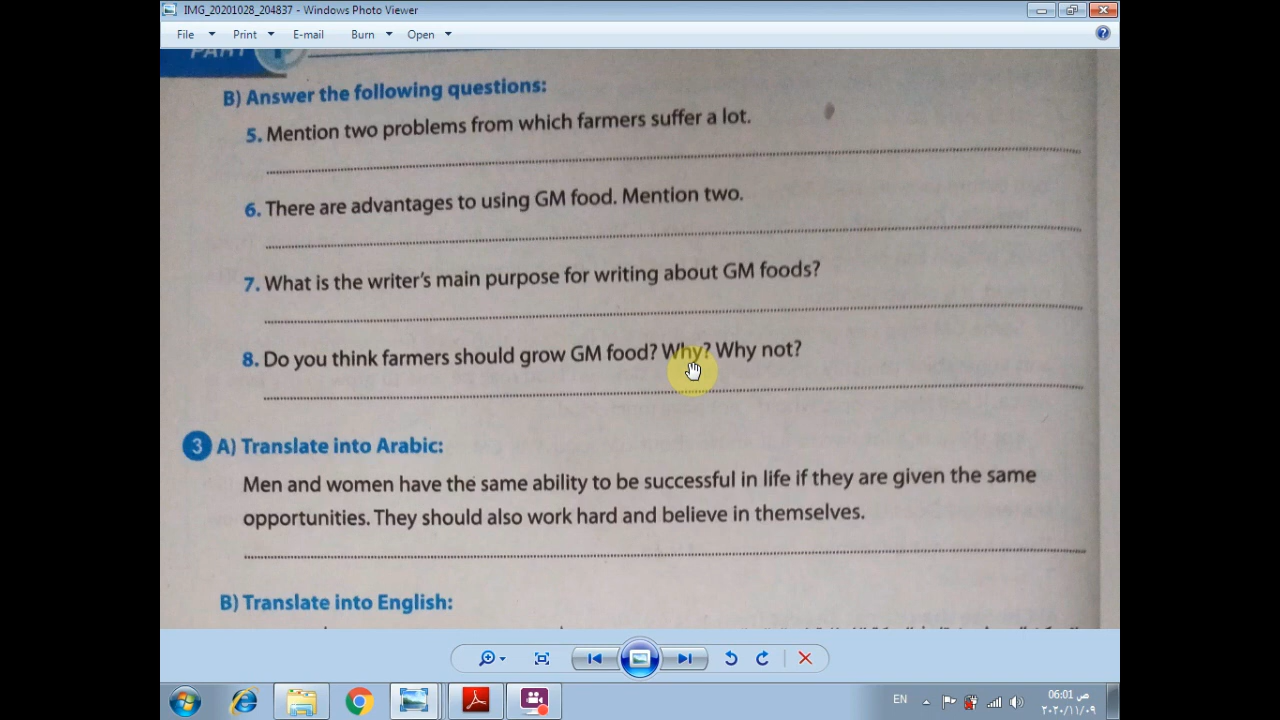 IMG_20201028_204837 - Windows Photo Viewer
File Print E-mail Burn Open
PART 1
B) Answer the following questions:
5. Mention two problems from which farmers suffer a lot.
6. There are advantages to using GM food. Mention two.
7. What is the writer's main purpose for writing about GM foods?
8. Do you think farmers should grow GM food? Why? Why not?
3 A) Translate into Arabic:
Men and women have the same ability to be successful in life if they are given the same
opportunities. They should also work hard and believe in themselves.
B) Translate into English:
EN
06:01 ص
٢٠٢٠/١١/٠٩